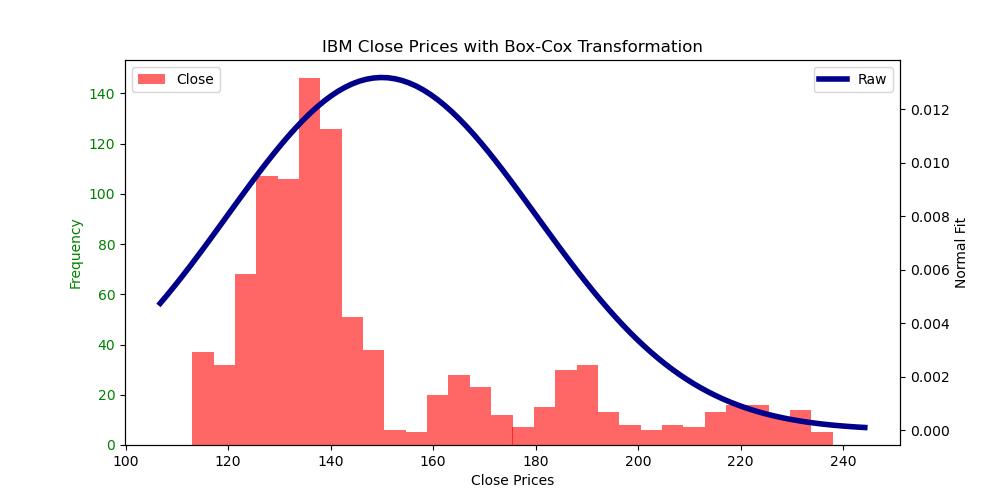 IBM Close Prices with Box-Cox Transformation
Close
Raw
140
120
100
80
60
40
20
0
Frequency
0.012
0.010
0.008
0.006
0.004
0.002
0.000
Normal Fit
100 120 140 160 180 200 220 240
Close Prices